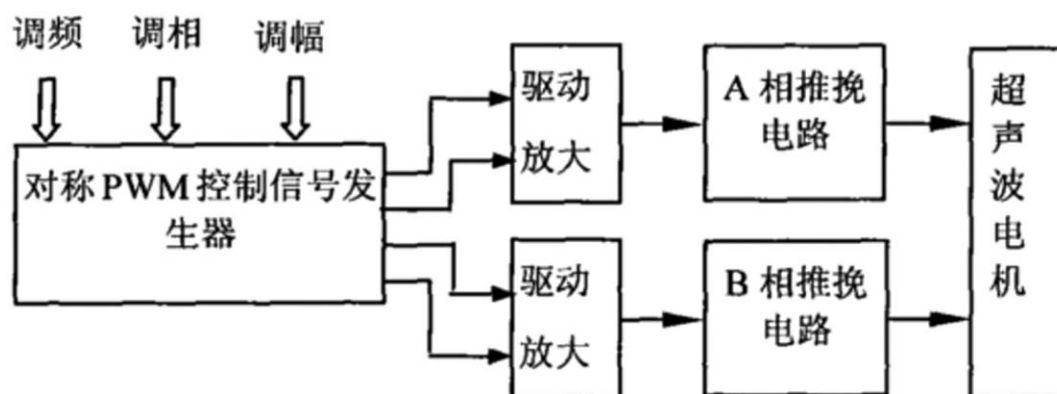 调频
调相
调幅
对称PWM控制信号发
生器
驱动
放大
A 相推挽
电路
驱动
放大
B 相推挽
电路
超
声
波
电
机